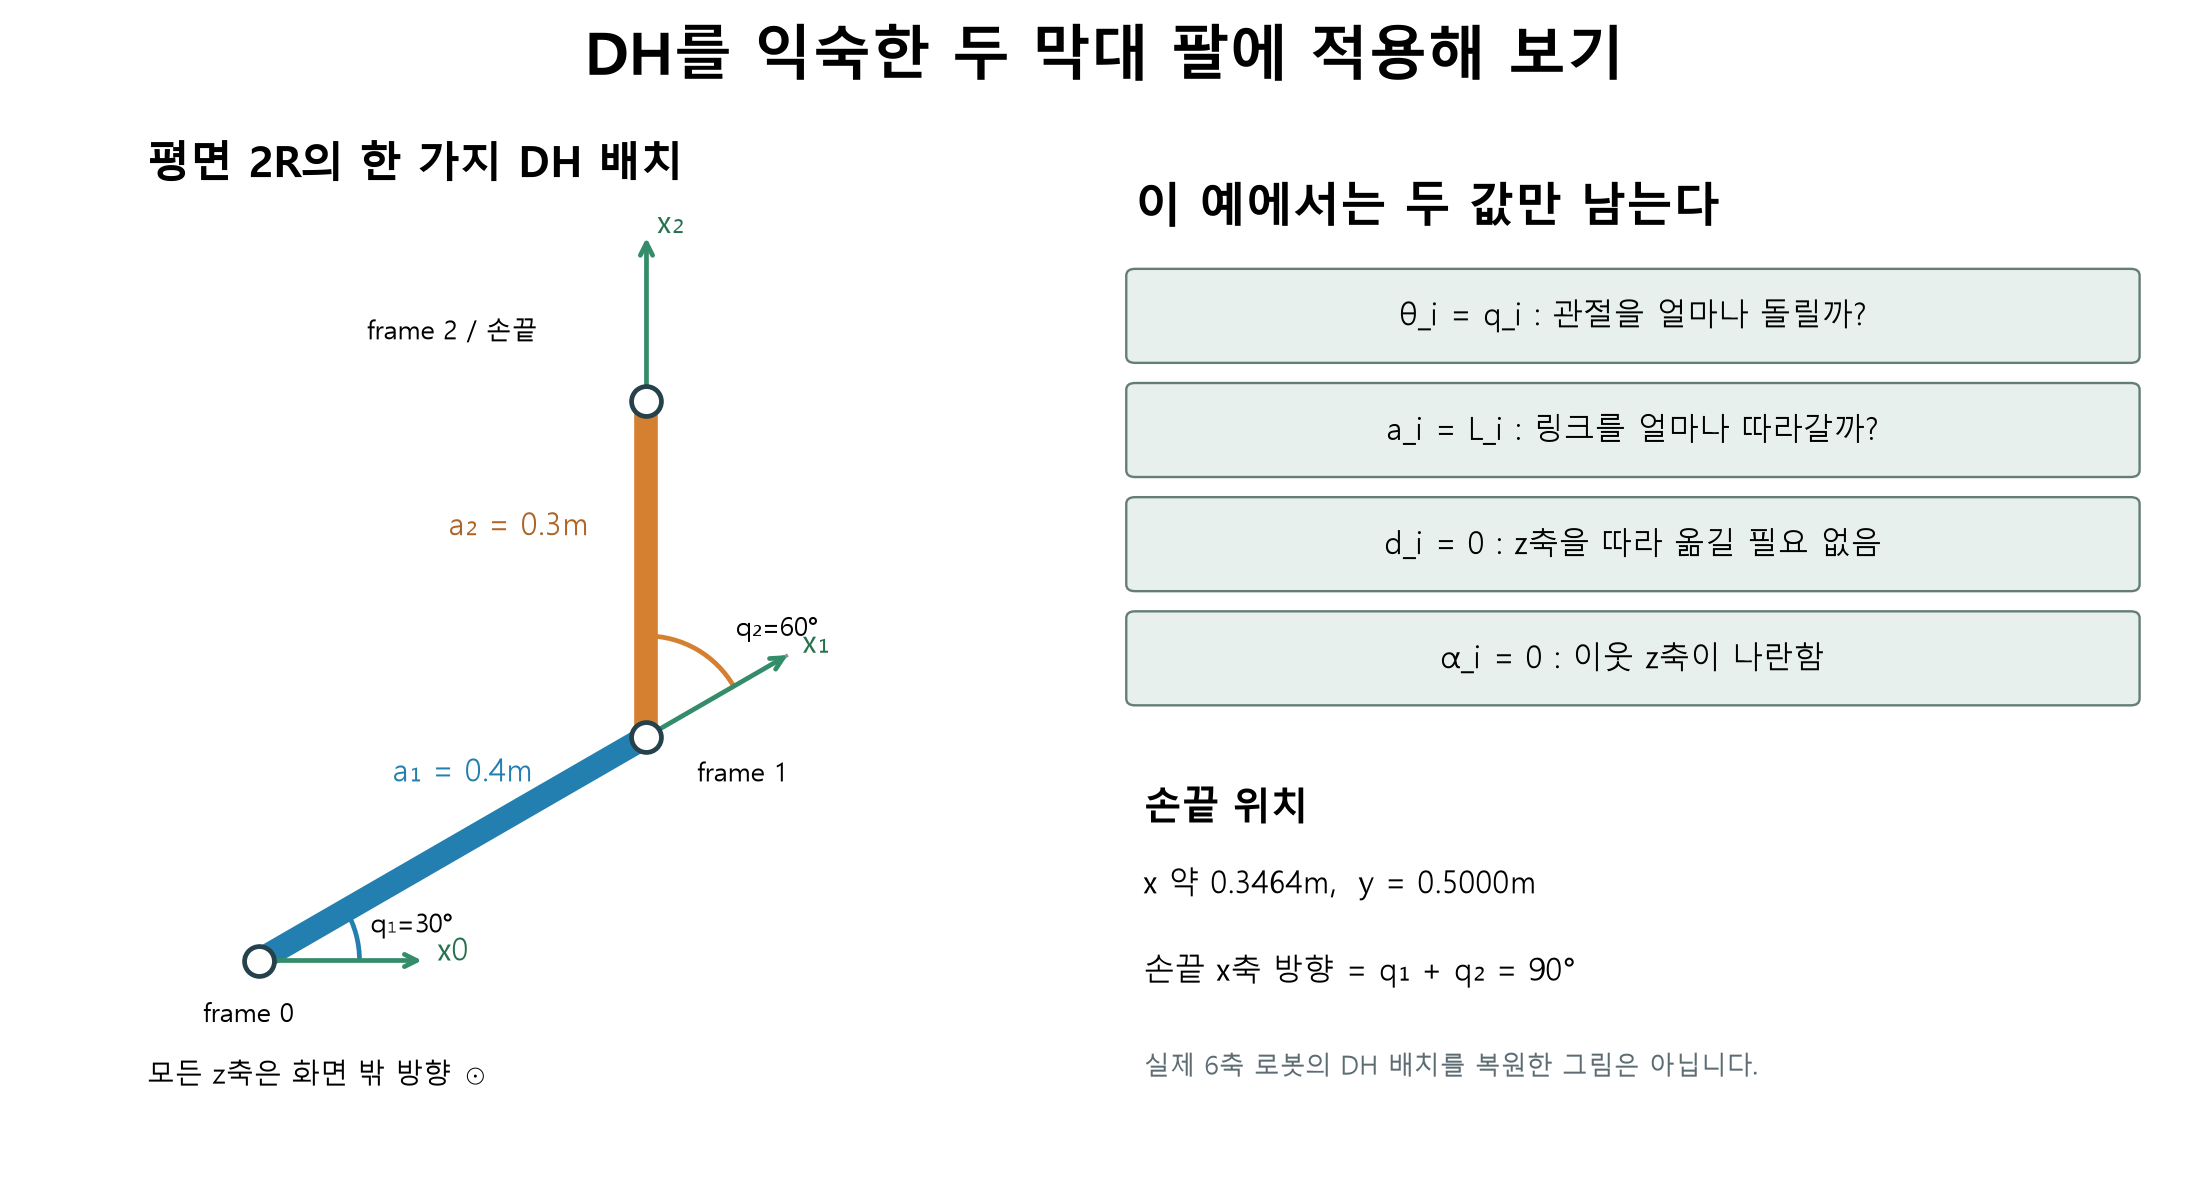 DH를 익숙한 두 막대 팔에 적용해 보기
평면 2R의 한 가지 DH 배치
x₂
frame 2 / 손끝
a₂ = 0.3m
q₂=60°
x₁
a₁ = 0.4m
frame 1
q₁=30°
x0
frame 0
모든 z축은 화면 밖 방향 ⊙
이 예에서는 두 값만 남는다
θ_i = q_i : 관절을 얼마나 돌릴까?
a_i = L_i : 링크를 얼마나 따라갈까?
d_i = 0 : z축을 따라 옮길 필요 없음
α_i = 0 : 이웃 z축이 나란함
손끝 위치
x 약 0.3464m, y = 0.5000m
손끝 x축 방향 = q₁ + q₂ = 90°
실제 6축 로봇의 DH 배치를 복원한 그림은 아닙니다.